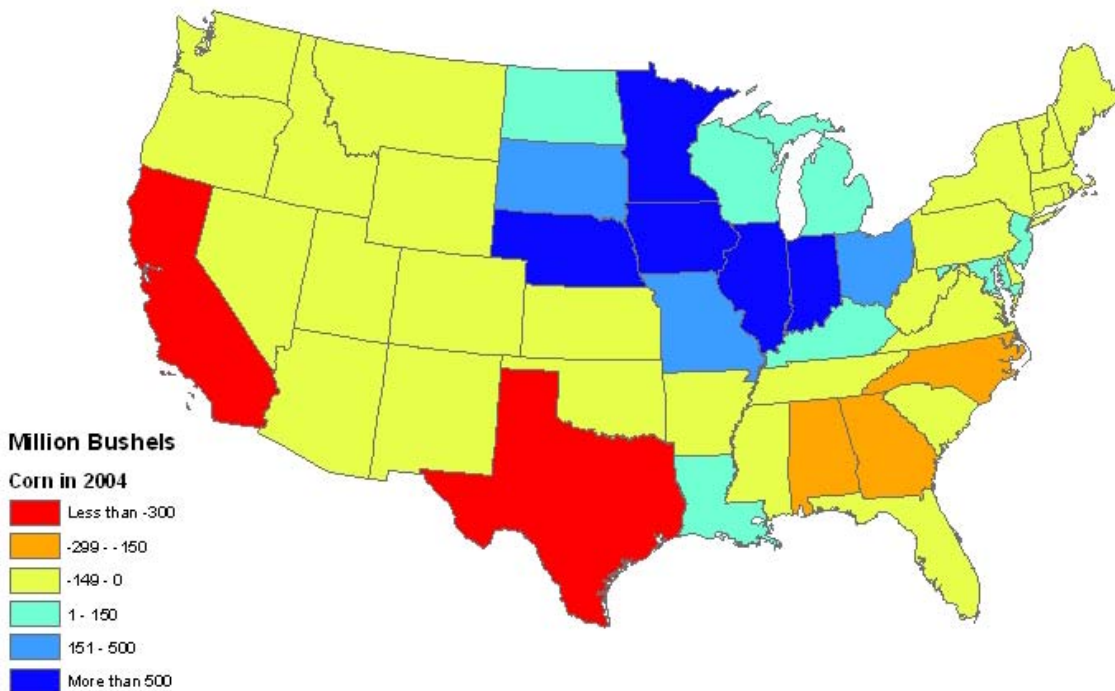 Million Bushels
Corn in 2004
Less than -300
-299 - -150
-149 - 0
1 - 150
151 - 500
More than 500